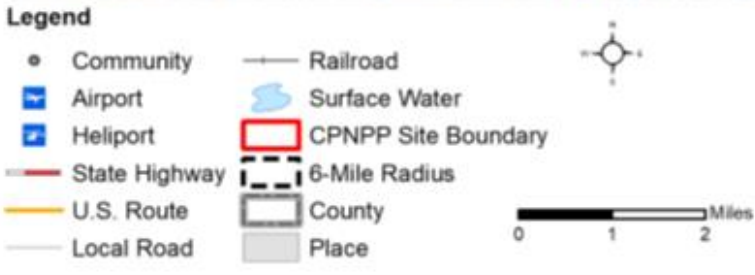 Legend
Community
Airport
Heliport
State Highway
U.S. Route
Local Road
Railroad
Surface Water
CPNPP Site Boundary
6-Mile Radius
County
Place
N
W E
S
Miles
0 1 2